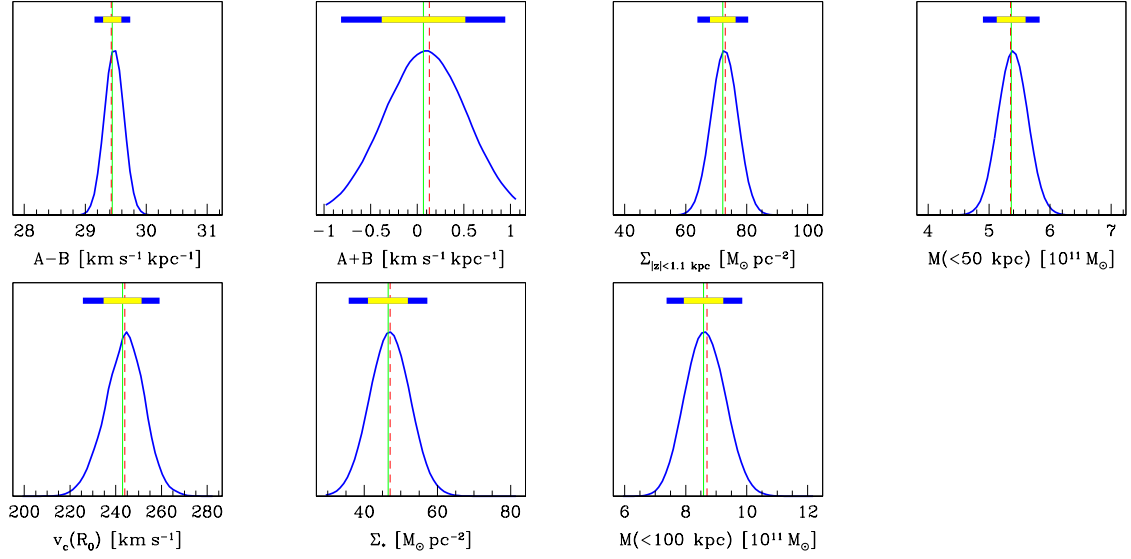 28 29 30 31
A−B [km s⁻¹ kpc⁻¹]
−1 −0.5 0 0.5 1
A+B [km s⁻¹ kpc⁻¹]
40 60 80 100
Σ|z|<1.1 kpc [M⊙ pc⁻²]
4 5 6 7
M(<50 kpc) [10¹¹ M⊙]
200 220 240 260 280
v_c(R₀) [km s⁻¹]
40 60 80
Σ* [M⊙ pc⁻²]
6 8 10 12
M(<100 kpc) [10¹¹ M⊙]